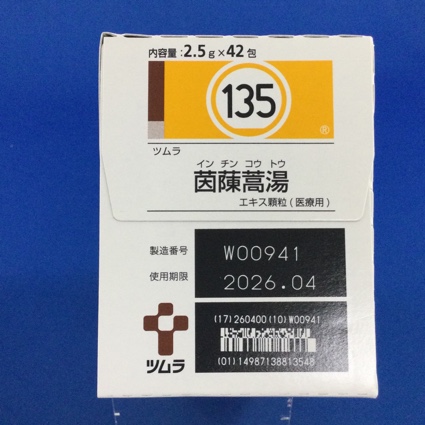 内容量：2.5g×42包
135
®
ツムラ
インチンコウトウ
茵蔯蒿湯
エキス顆粒(医療用)
製造番号 W00941
使用期限 2026.04
(17)260400(10)W00941
(01)14987138813548
ツムラ